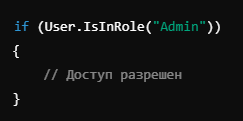 if (User.IsInRole("Admin"))
{
    // Доступ разрешен
}